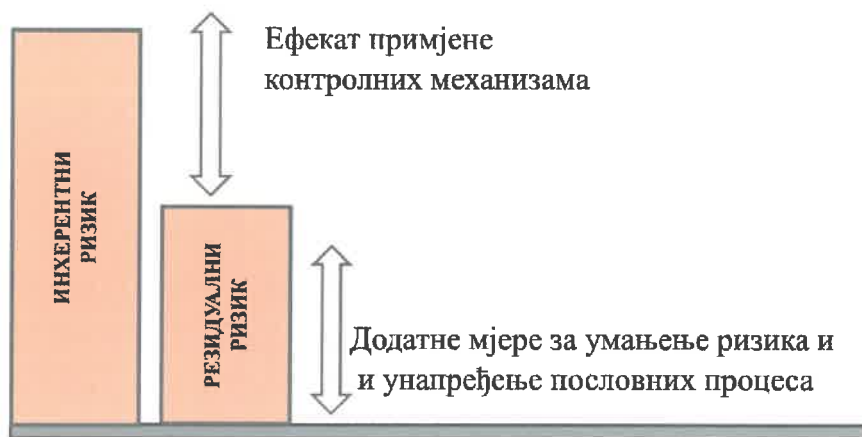 Ефекат примјене
контролних механизама
ИНХЕРЕНТНИ
РИЗИК
РЕЗИДУАЛНИ
РИЗИК
Додатне мјере за умањење ризика и
и унапређење пословних процеса